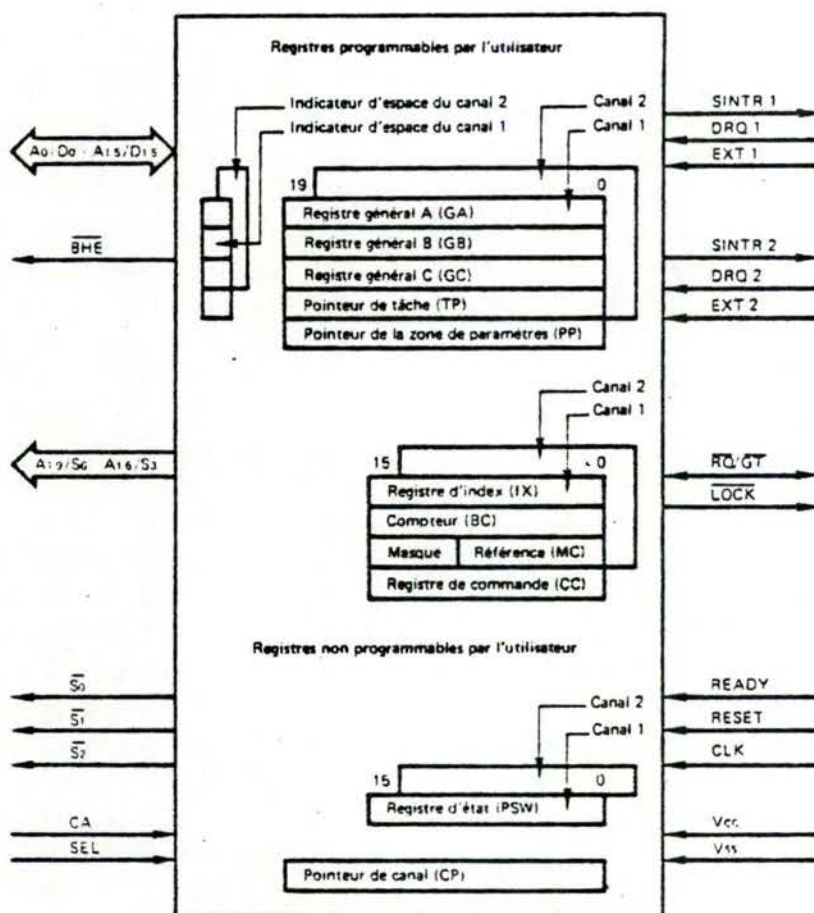 Registres programmables par l'utilisateur
Indicateur d'espace du canal 2
Canal 2
SINTR 1
Indicateur d'espace du canal 1
Canal 1
DRQ 1
A0/D0 - A15/D15
EXT 1
19
0
Registre général A (GA)
BHE
Registre général B (GB)
SINTR 2
Registre général C (GC)
DRQ 2
Pointeur de tâche (TP)
EXT 2
Pointeur de la zone de paramètres (PP)
Canal 2
Canal 1
A19/S6 A16/S3
15
0
RQ/GT
Registre d'index (IX)
LOCK
Compteur (BC)
Masque
Référence (MC)
Registre de commande (CC)
Registres non programmables par l'utilisateur
S0
Canal 2
READY
S1
Canal 1
RESET
S2
15
0
CLK
Registre d'état (PSW)
CA
Vcc
SEL
Vss
Pointeur de canal (CP)